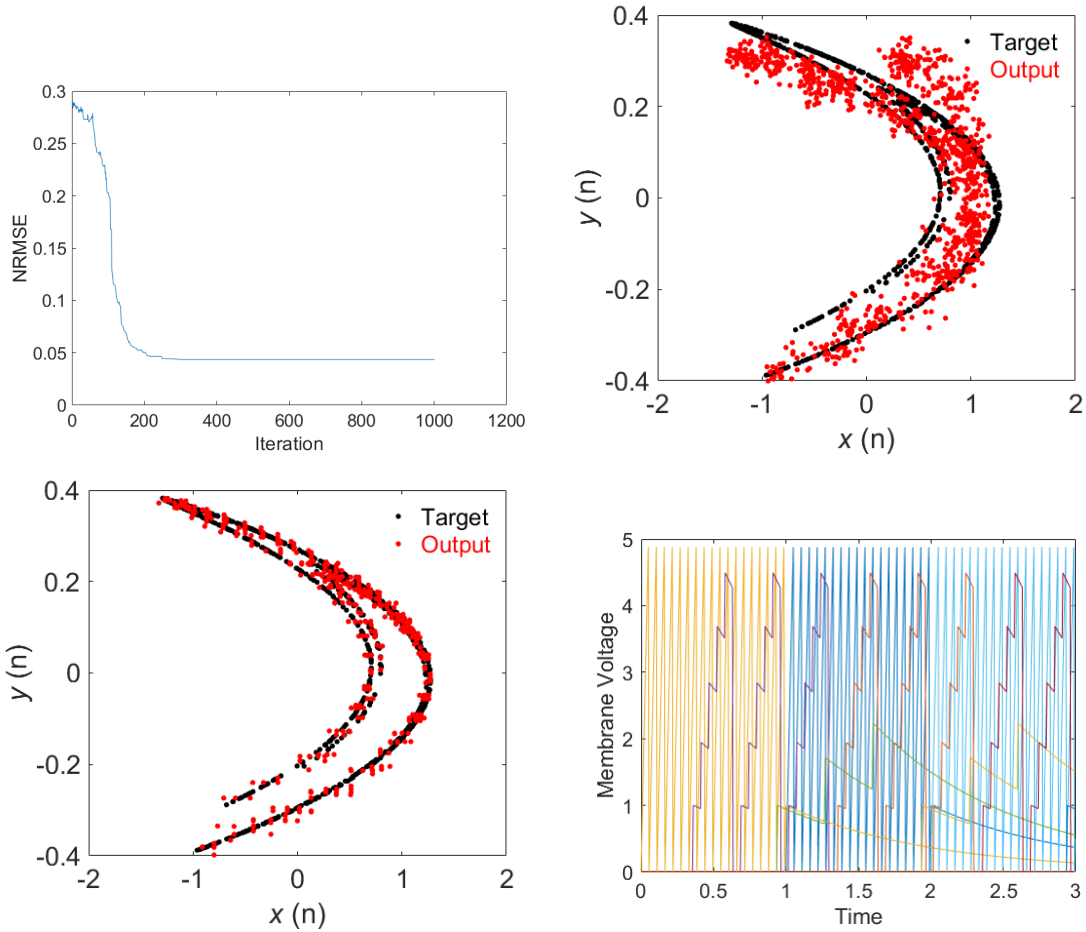 0.3
0.25
0.2
0.15
0.1
0.05
0
NRMSE
0 200 400 600 800 1000 1200
Iteration
0.4
0.2
0
-0.2
-0.4
y (n)
Target
Output
-2 -1 0 1 2
x (n)
0.4
0.2
0
-0.2
-0.4
y (n)
Target
Output
-2 -1 0 1 2
x (n)
5
4
3
2
1
0
Membrane Voltage
0 0.5 1 1.5 2 2.5 3
Time